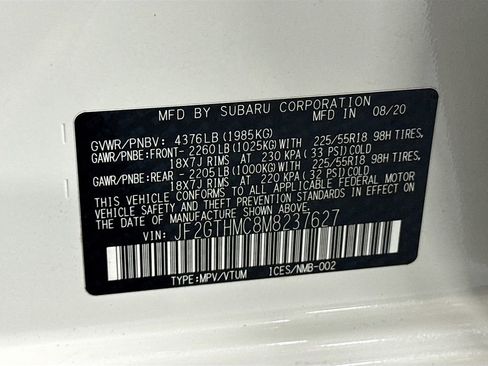 MFD BY SUBARU CORPORATION
MFD. IN 08/20
GVWR/PNBV: 4376LB(1985KG)
GAWR/PNBE:FRONT- 2260LB(1025KG)WITH 225/55R18 98H TIRES,
18X7J RIMS AT 230 KPA(33 PSI)COLD
GAWR/PNBE:REAR - 2205LB(1000KG)WITH 225/55R18 98H TIRES,
18X7J RIMS AT 220 KPA(32 PSI)COLD
THIS VEHICLE CONFORMS TO ALL APPLICABLE FEDERAL MOTOR
VEHICLE SAFETY AND THEFT PREVENTION STANDARDS IN EFFECT ON
THE DATE OF MANUFACTURE SHOWN ABOVE.
VIN: JF2GTHMC8M8237627
TYPE:MPV/VTUM ICES/NMB-002